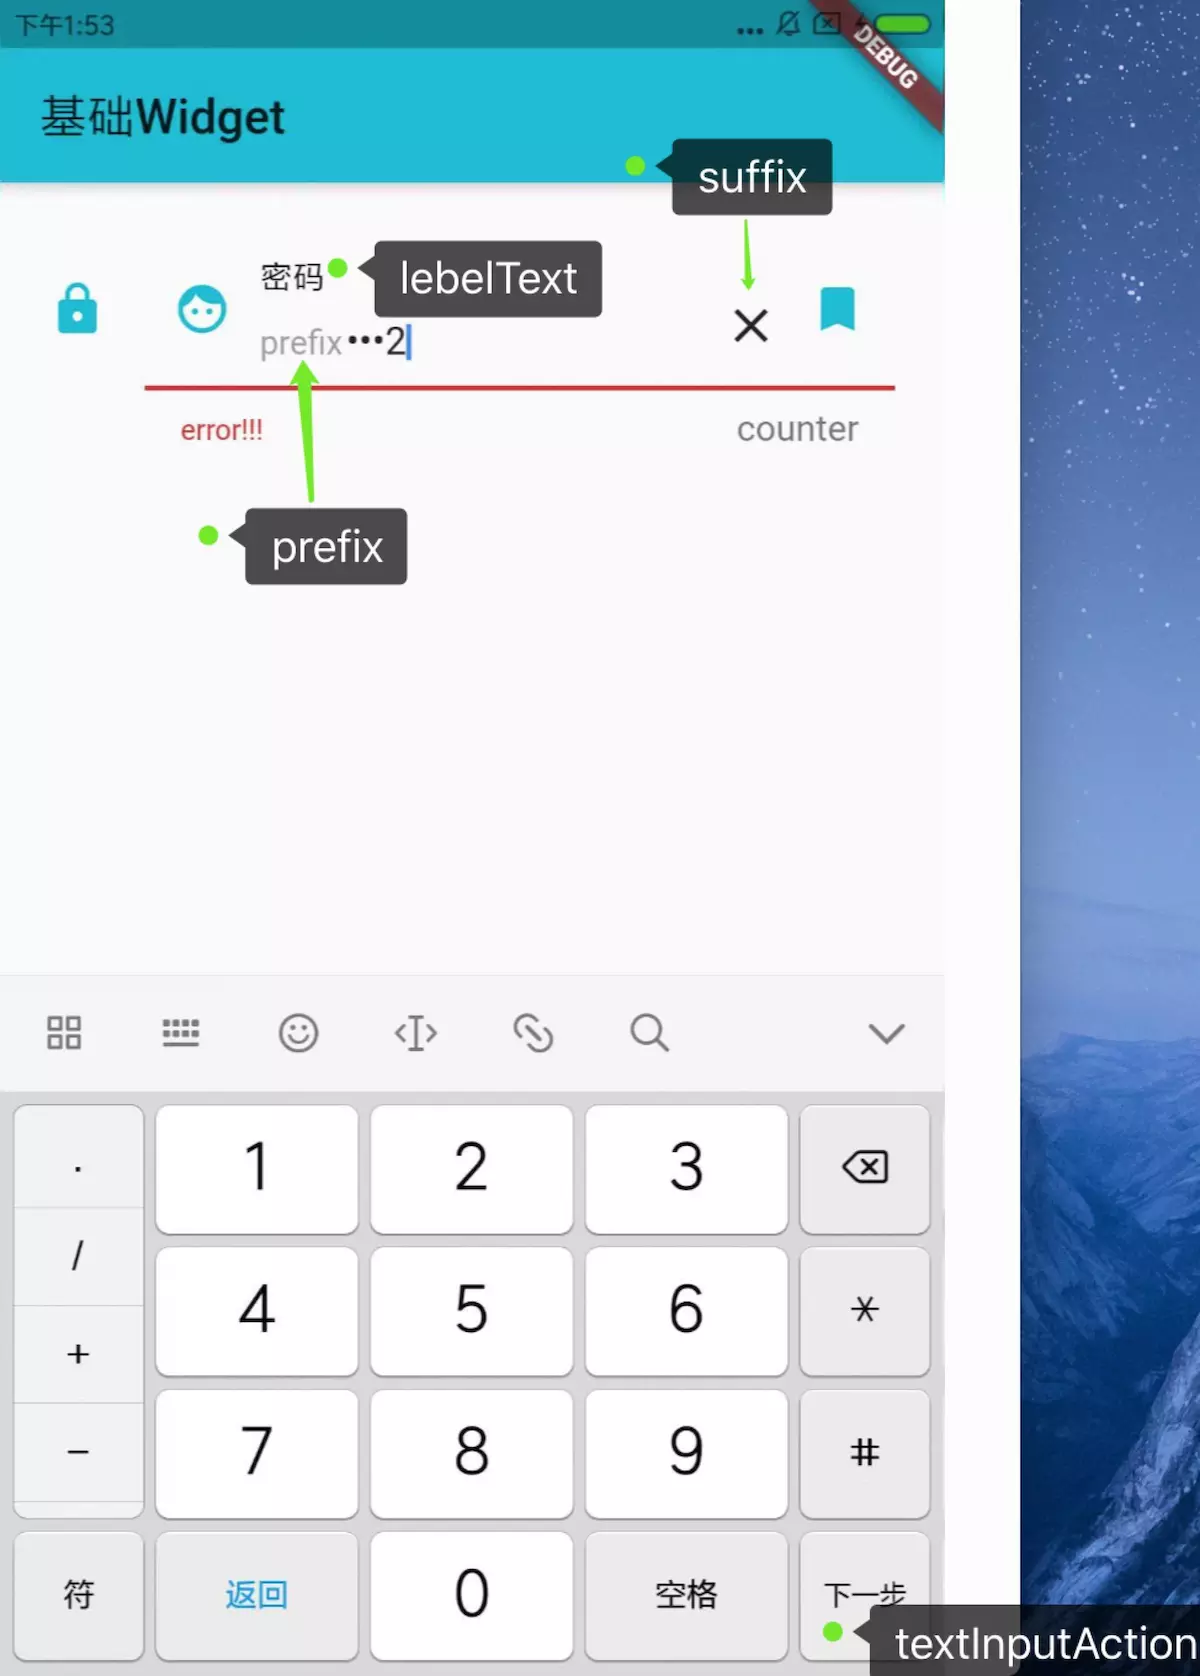 下午1:53
DEBUG
基础Widget
suffix
密码
lebelText
prefix•••2
error!!!
counter
prefix
.
1
2
3
/
4
5
6
*
+
7
8
9
#
−
符
返回
0
空格
下一步
textInputAction